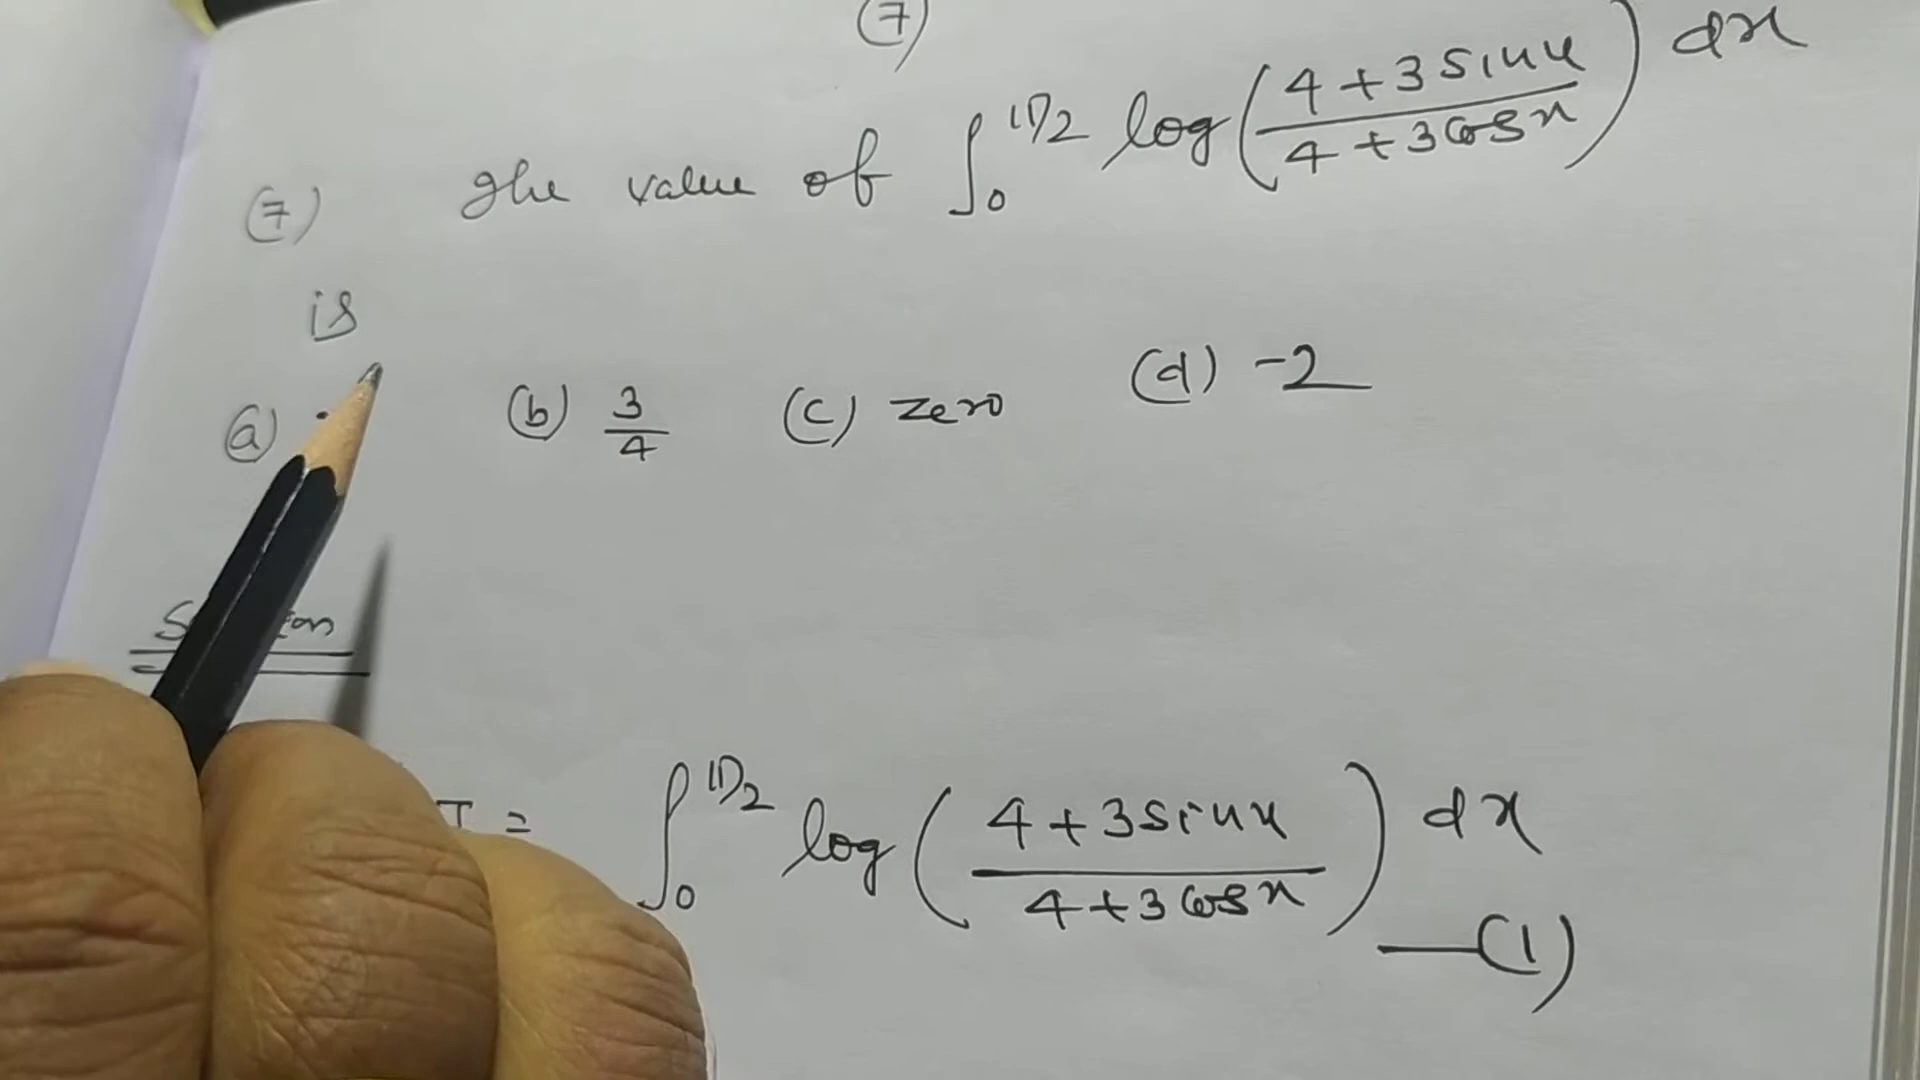 (7)
(7) The value of ∫₀^π/2 log((4+3sinx)/(4+3cosx)) dx
is
(a) (b) 3/4 (c) zero (d) -2
I = ∫₀^π/2 log((4+3sinx)/(4+3cosx)) dx
—(1)